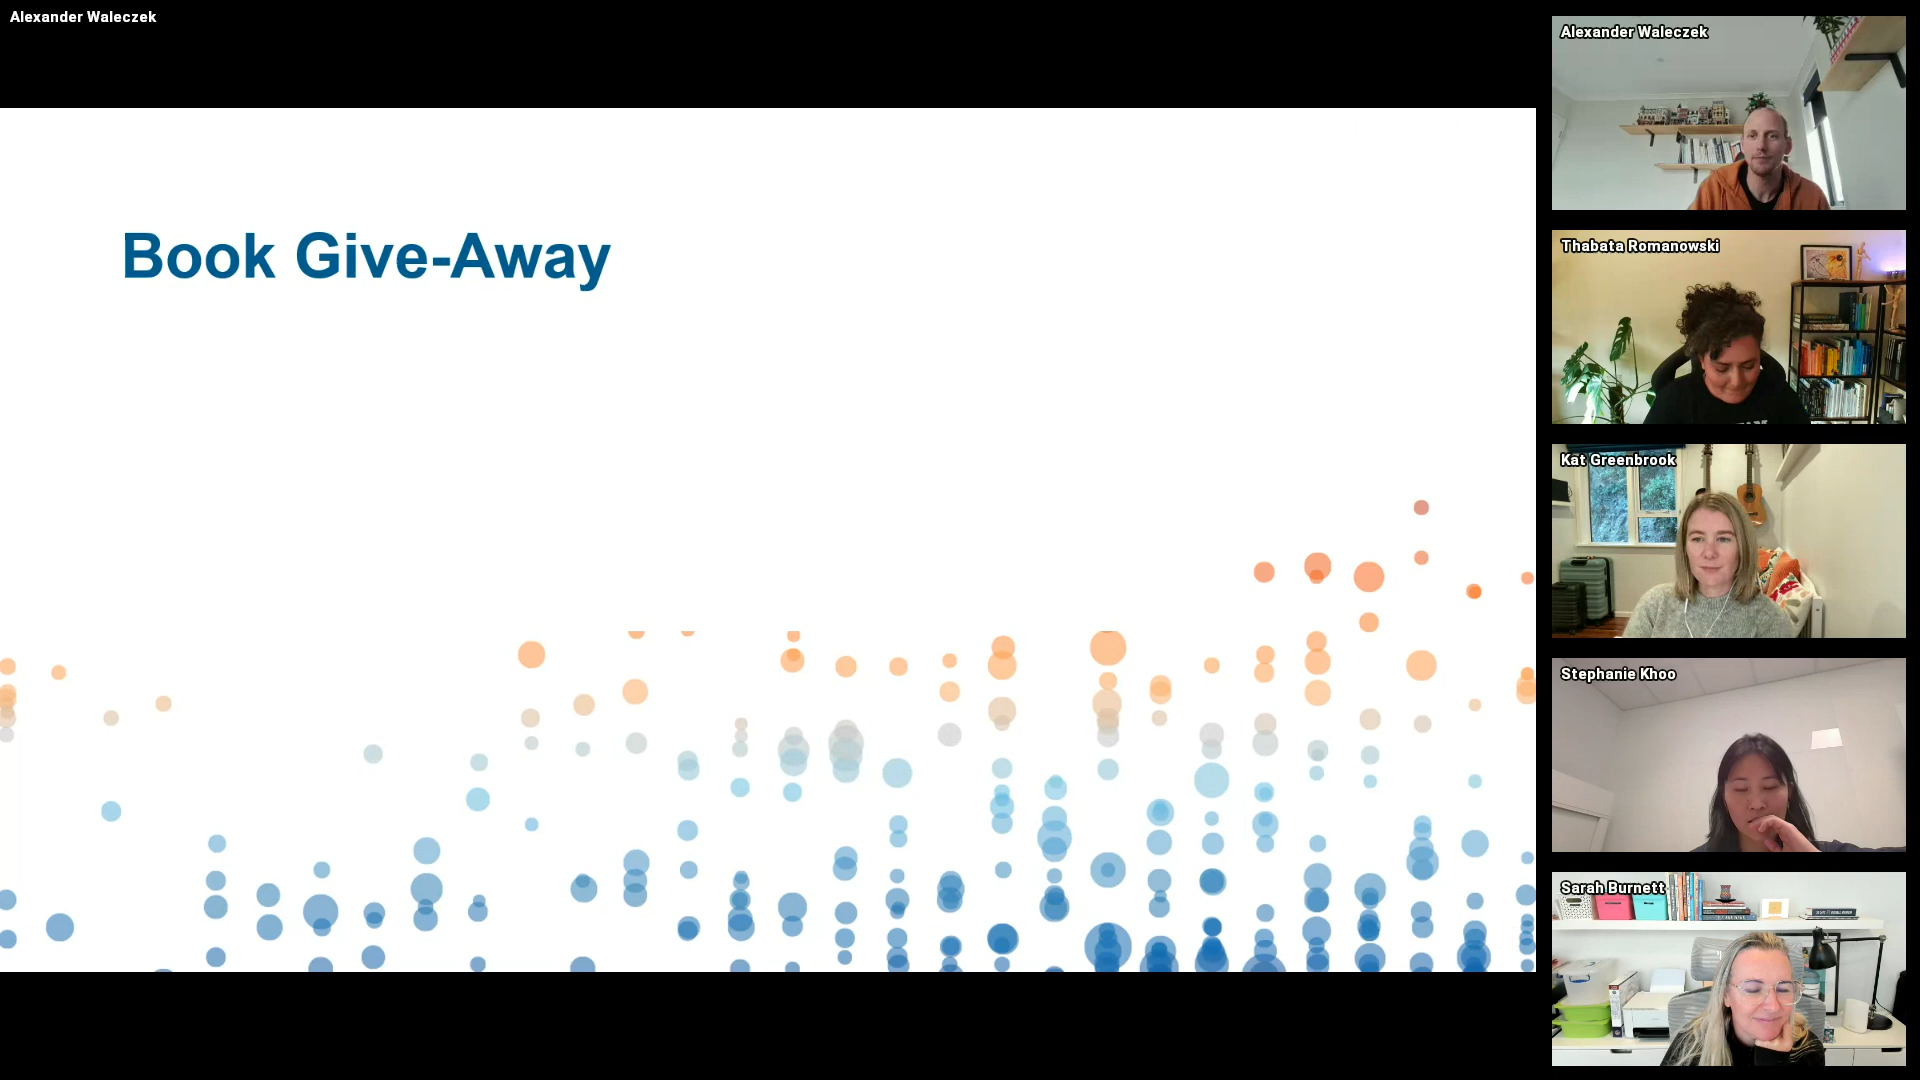 Alexander Waleczek
Book Give-Away
Alexander Waleczek
Thabata Romanowski
Kat Greenbrook
Stephanie Khoo
Sarah Burnett